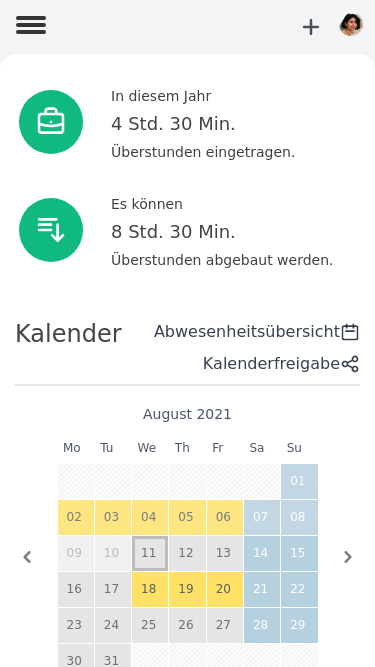 In diesem Jahr
4 Std. 30 Min.
Überstunden eingetragen.
Es können
8 Std. 30 Min.
Überstunden abgebaut werden.
Kalender
Abwesenheitsübersicht
Kalenderfreigabe
August 2021
Mo Tu We Th Fr Sa Su
01
02 03 04 05 06 07 08
09 10 11 12 13 14 15
16 17 18 19 20 21 22
23 24 25 26 27 28 29
30 31